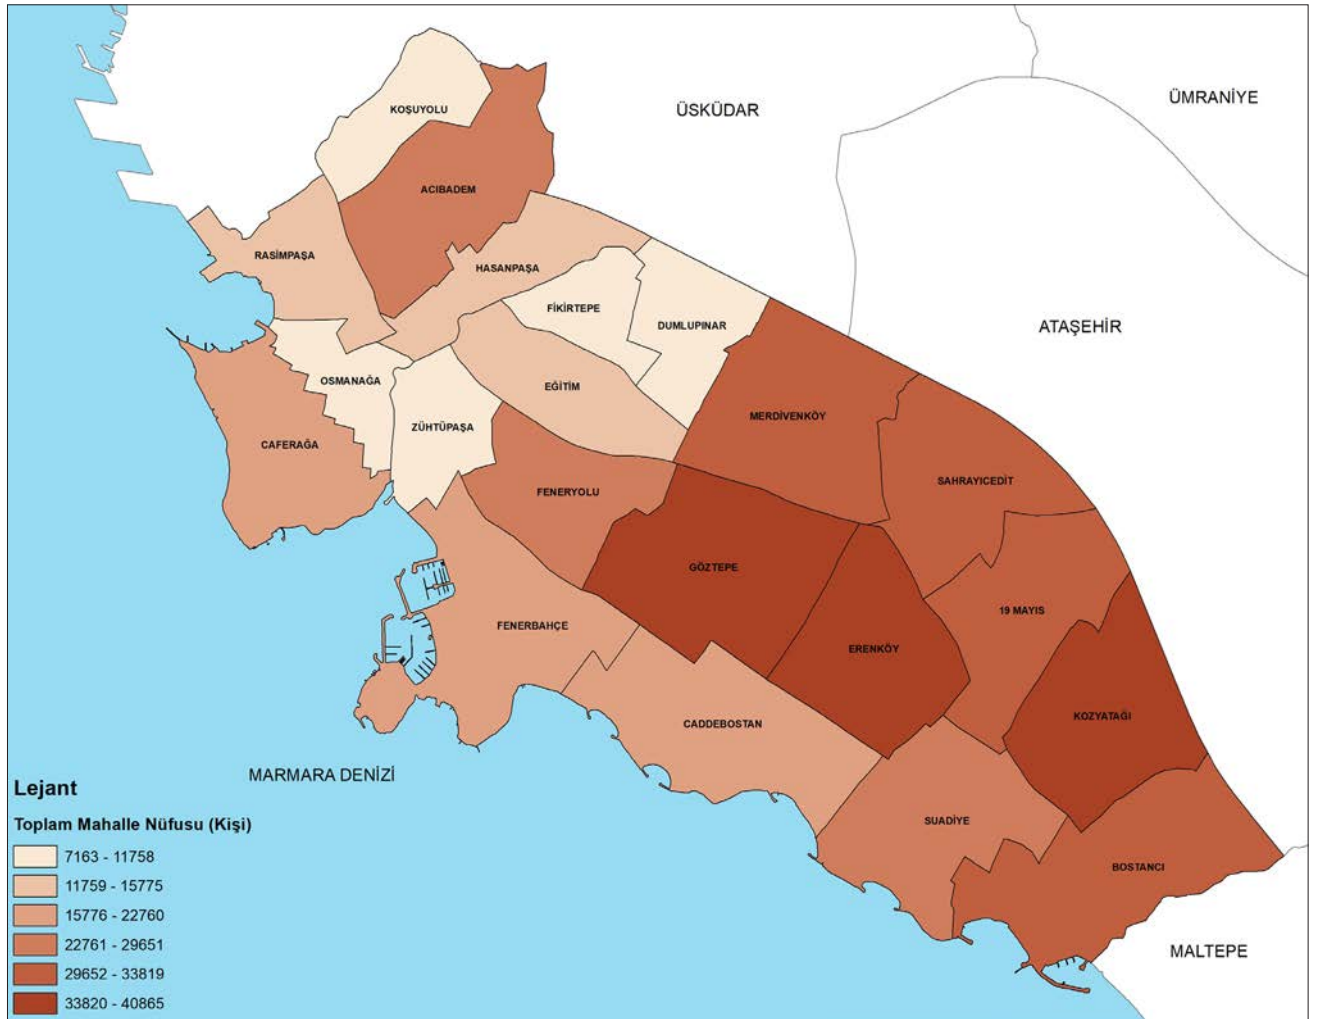 ÜMRANİYE
KOŞUYOLU
ÜSKÜDAR
ACIBADEM
RASİMPAŞA
HASANPAŞA
FİKİRTEPE
DUMLUPINAR
ATAŞEHİR
OSMANAĞA
EĞİTİM
MERDİVENKÖY
ZÜHTÜPAŞA
CAFERAĞA
SAHRAYICEDİT
FENERYOLU
GÖZTEPE
19 MAYIS
FENERBAHÇE
ERENKÖY
KOZYATAĞI
CADDEBOSTAN
MARMARA DENİZİ
SUADİYE
BOSTANCI
MALTEPE
Lejant
Toplam Mahalle Nüfusu (Kişi)
7163 - 11758
11759 - 15775
15776 - 22760
22761 - 29651
29652 - 33819
33820 - 40865